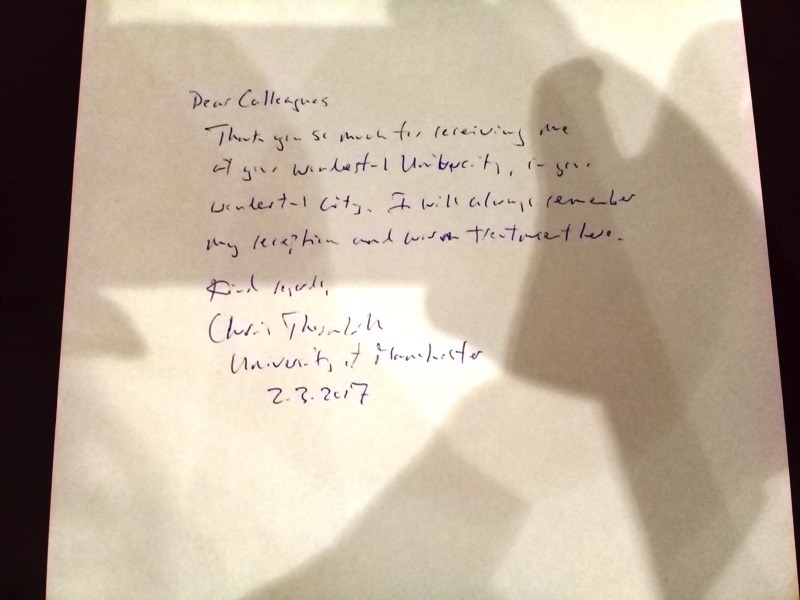 Dear Colleagues
Thank you so much for receiving me
at your wonderful University, in your
wonderful city. I will always remember
my reception and warm treatment here.
Kind regards,
Chris
University of Manchester
2.3.2017